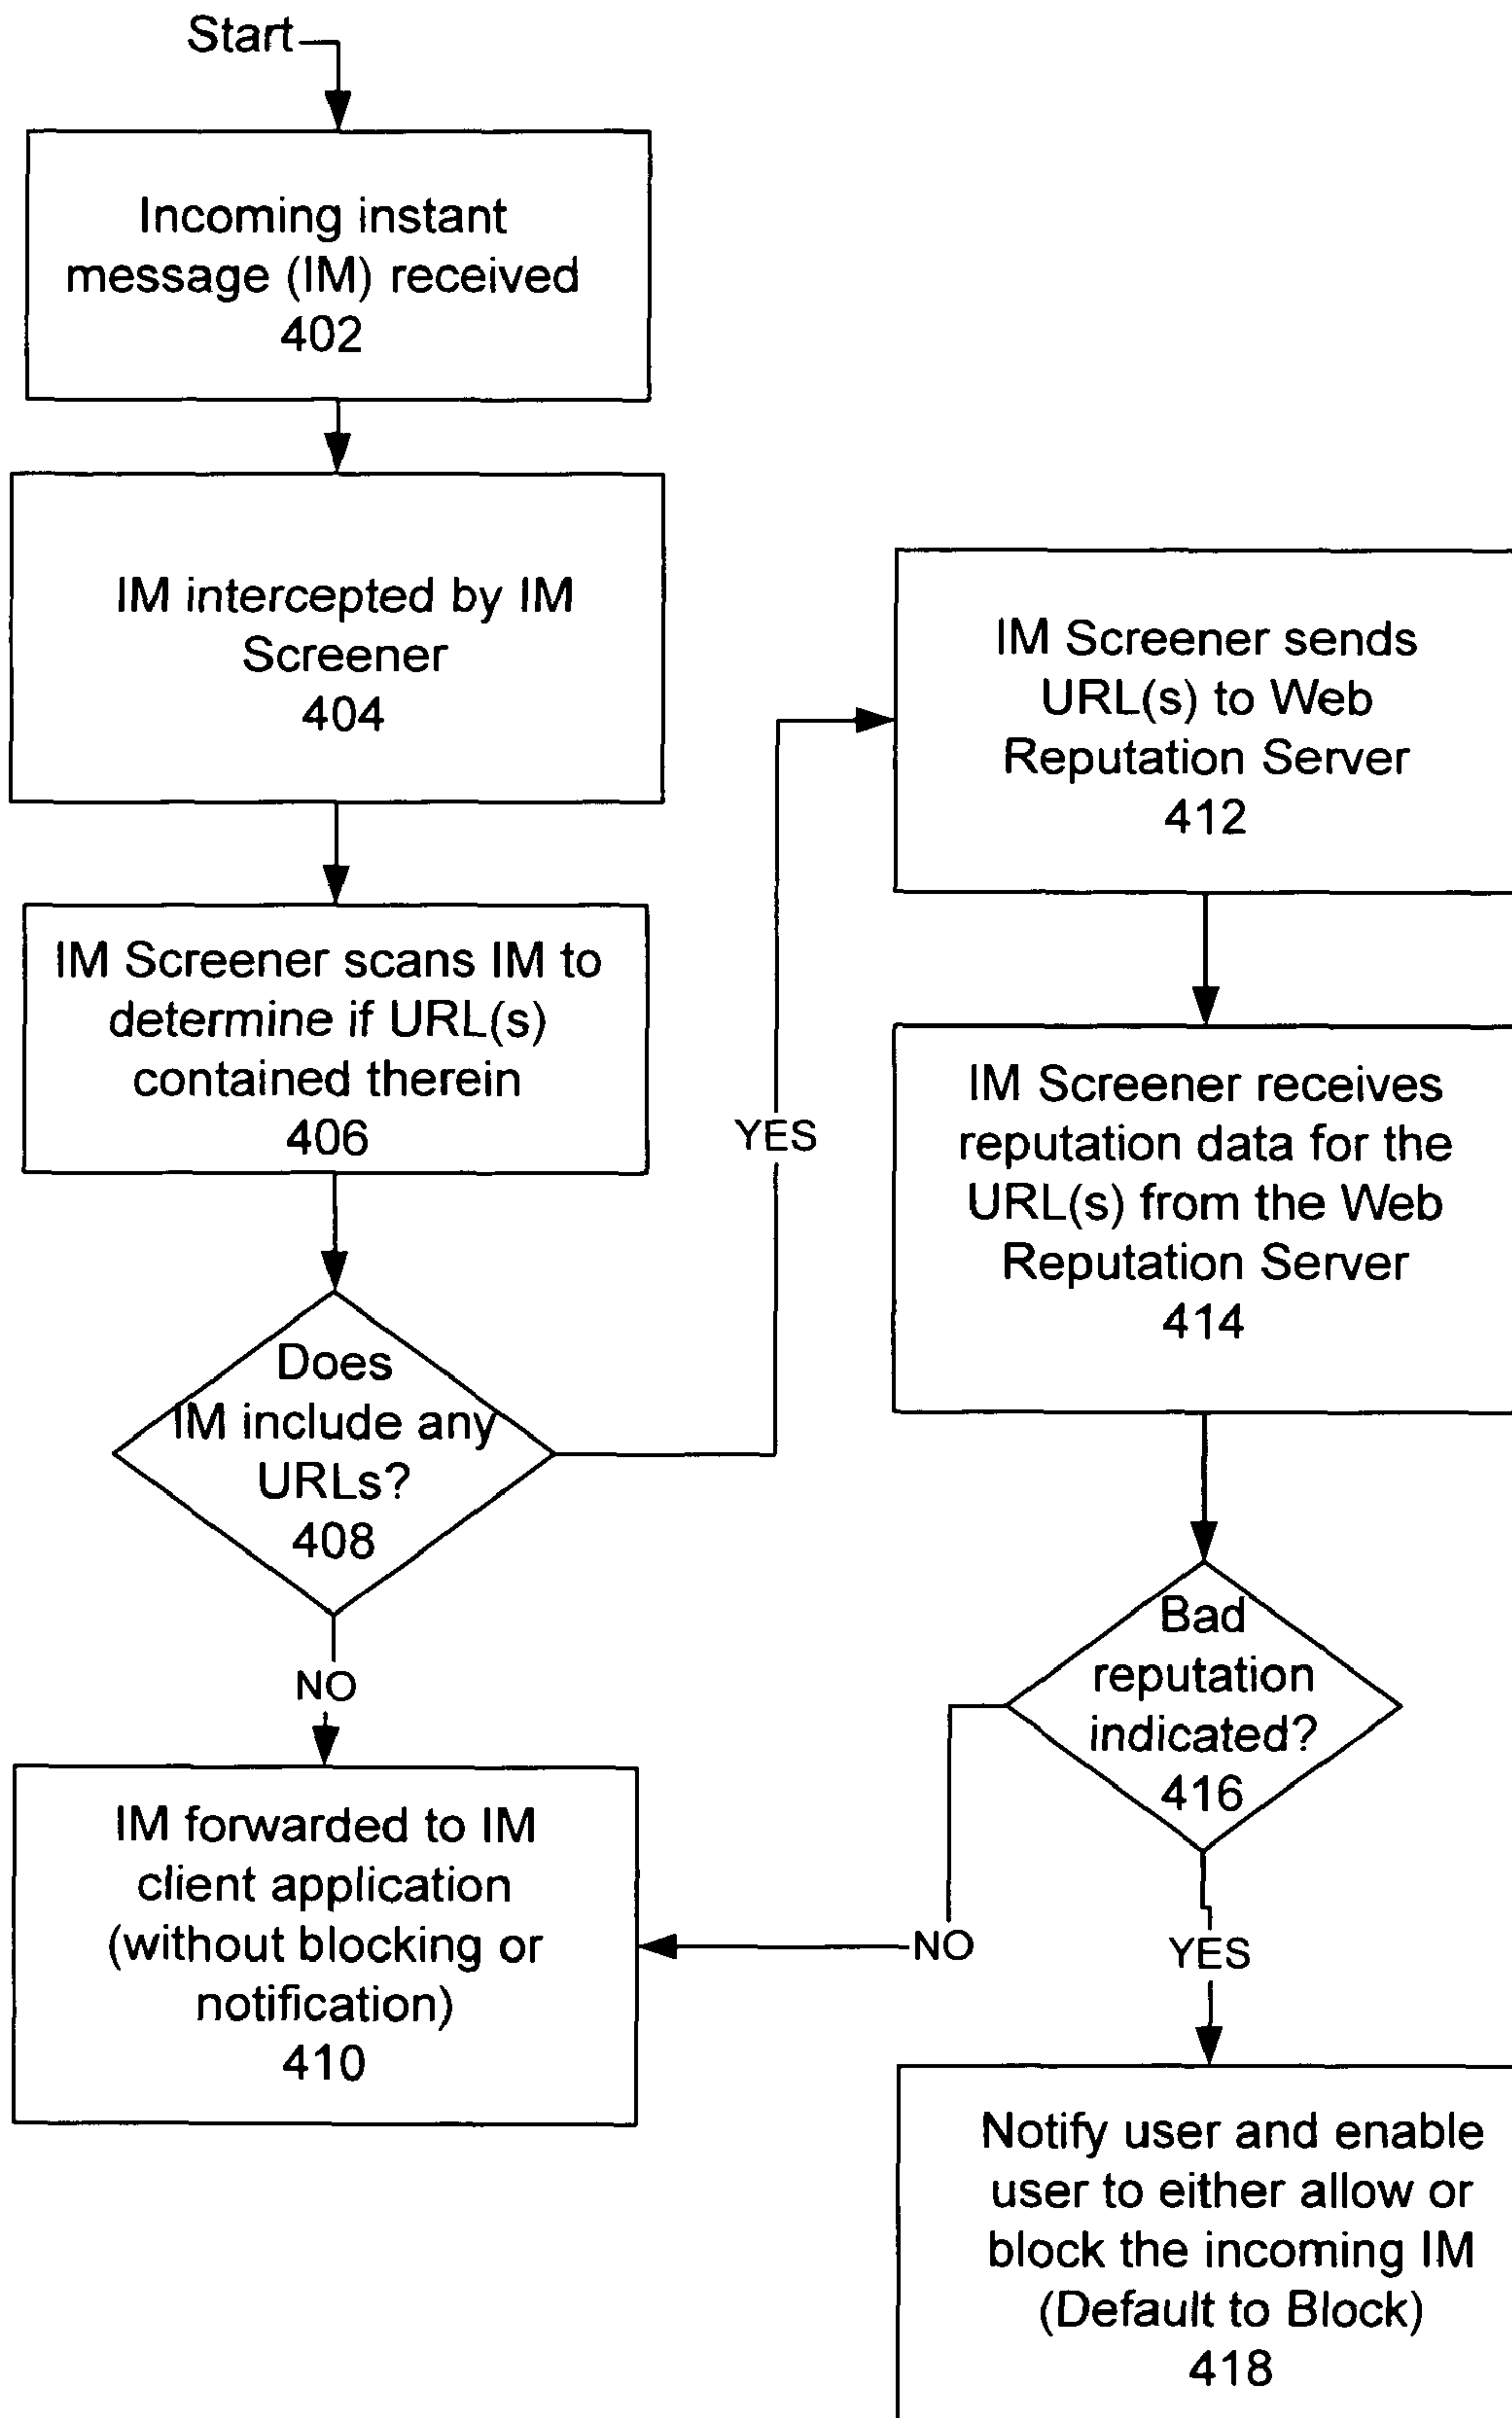 Start
Incoming instant
message (IM) received
402
IM intercepted by IM
Screener
404
IM Screener scans IM to
determine if URL(s)
contained therein
406
Does
IM include any
URLs?
408
NO
IM forwarded to IM
client application
(without blocking or
notification)
410
YES
IM Screener sends
URL(s) to Web
Reputation Server
412
IM Screener receives
reputation data for the
URL(s) from the Web
Reputation Server
414
Bad
reputation
indicated?
416
NO
YES
Notify user and enable
user to either allow or
block the incoming IM
(Default to Block)
418